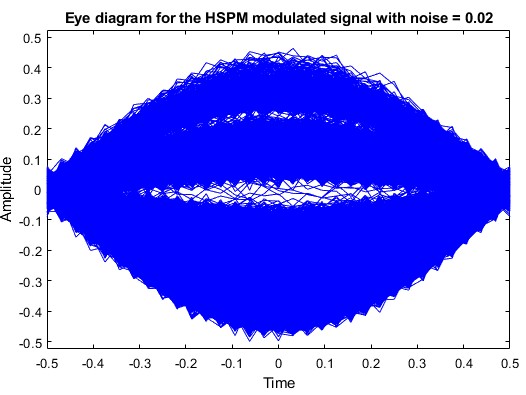 Eye diagram for the HSPM modulated signal with noise = 0.02
0.5
0.4
0.3
0.2
0.1
0
-0.1
-0.2
-0.3
-0.4
-0.5
Amplitude
-0.5 -0.4 -0.3 -0.2 -0.1 0 0.1 0.2 0.3 0.4 0.5
Time